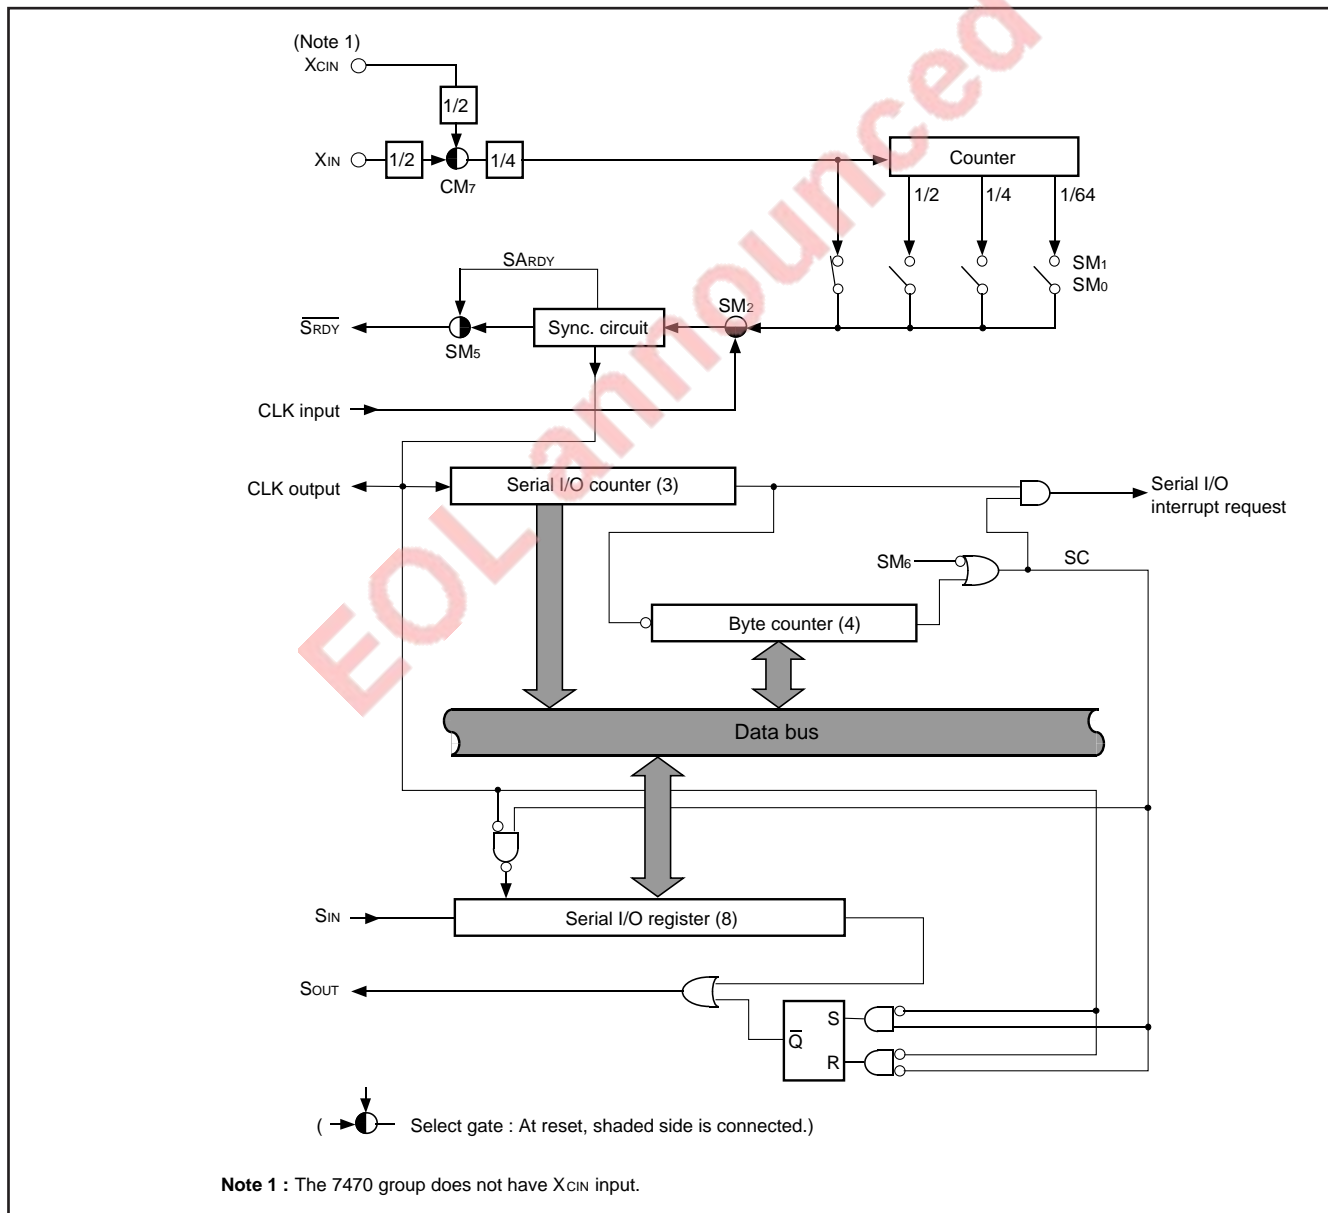 (Note 1)
XCIN
1/2
XIN
1/2
1/4
CM7
Counter
1/2
1/4
1/64
SM1
SM0
SARDY
SM2
SRDY
Sync. circuit
SM5
CLK input
CLK output
Serial I/O counter (3)
Serial I/O
interrupt request
SM6
SC
Byte counter (4)
Data bus
SIN
Serial I/O register (8)
SOUT
S
Q
R
( Select gate : At reset, shaded side is connected.)
Note 1 : The 7470 group does not have XCIN input.
EOL announced